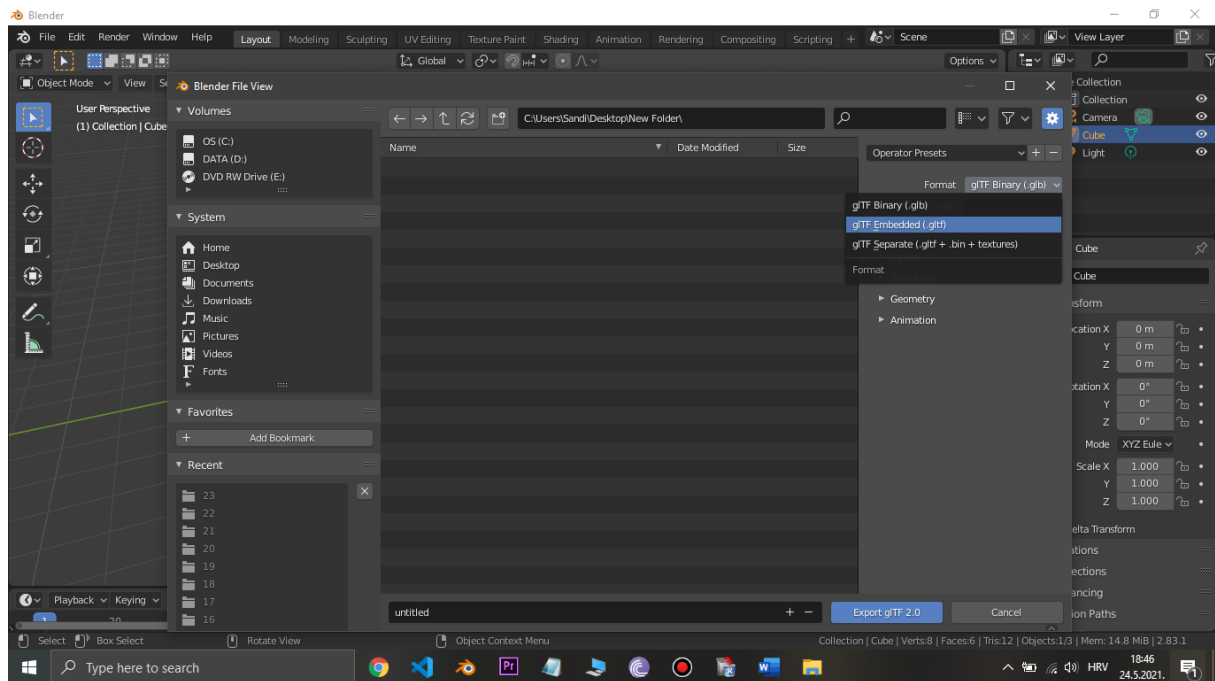 Blender
File Edit Render Window Help Layout Modeling Sculpting UV Editing Texture Paint Shading Animation Rendering Compositing Scripting + Scene View Layer
Global Options
Object Mode View Collection
Blender File View
User Perspective
(1) Collection | Cube
Volumes
OS (C:)
DATA (D:)
DVD RW Drive (E:)
System
Home
Desktop
Documents
Downloads
Music
Pictures
Videos
Fonts
Favorites
+ Add Bookmark
Recent
23
22
21
20
19
18
17
16
C:\Users\Sandi\Desktop\New Folder\
Name Date Modified Size
untitled + −
Operator Presets + −
Format glTF Binary (.glb)
glTF Binary (.glb)
glTF Embedded (.gltf)
glTF Separate (.gltf + .bin + textures)
Format
Geometry
Animation
Export glTF 2.0 Cancel
Collection
Camera
Cube
Light
Cube
Cube
X 0 m
Y 0 m
Z 0 m
X 0°
Y 0°
Z 0°
Mode XYZ Eule
Scale X 1.000
Y 1.000
Z 1.000
Playback Keying
1 20
Select Box Select Rotate View Object Context Menu Collection | Cube | Verts:8 | Faces:6 | Tris:12 | Objects:1/3 | Mem: 14.8 MiB | 2.83.1
Type here to search Pr W HRV 18:46
24.5.2021. 1